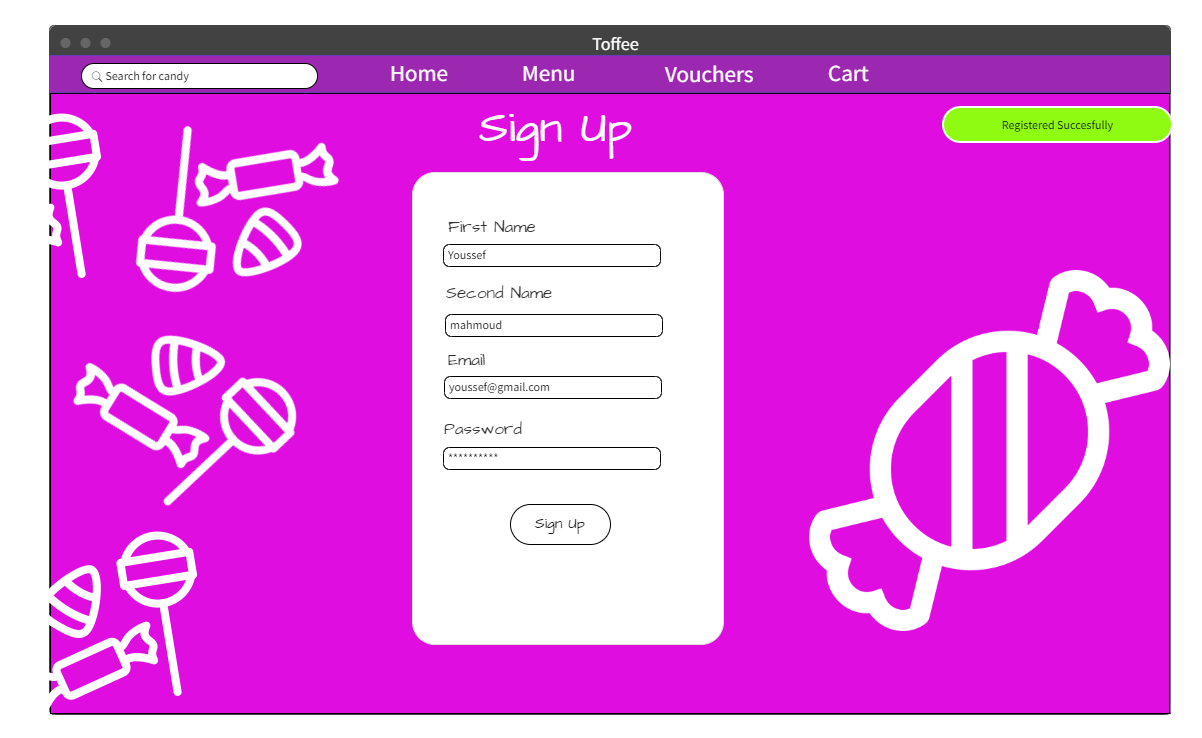 Toffee
Search for candy
Home
Menu
Vouchers
Cart
Sign Up
Registered Succesfully
First Name
Youssef
Second Name
mahmoud
Email
youssef@gmail.com
Password
**********
Sign Up